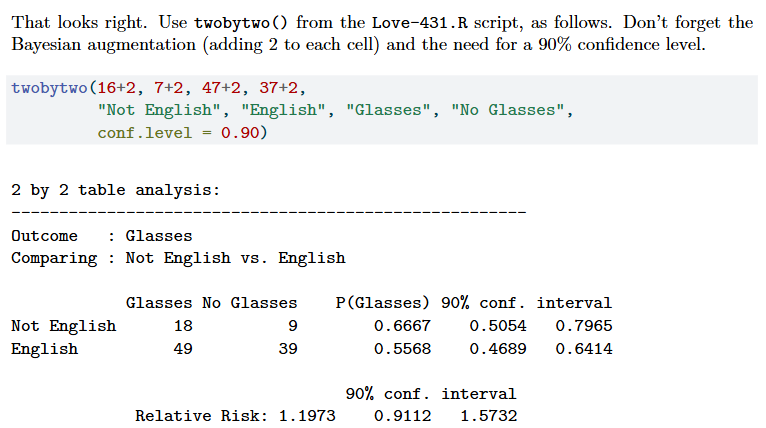 That looks right. Use twobytwo() from the Love-431.R script, as follows. Don’t forget the
Bayesian augmentation (adding 2 to each cell) and the need for a 90% confidence level.
twobytwo(16+2, 7+2, 47+2, 37+2,
"Not English", "English", "Glasses", "No Glasses",
conf.level = 0.90)
2 by 2 table analysis:
------------------------------------------------------
Outcome   : Glasses
Comparing : Not English vs. English
Glasses No Glasses    P(Glasses) 90% conf. interval
Not English      18          9        0.6667    0.5054   0.7965
English          49         39        0.5568    0.4689   0.6414
90% conf. interval
Relative Risk: 1.1973    0.9112   1.5732